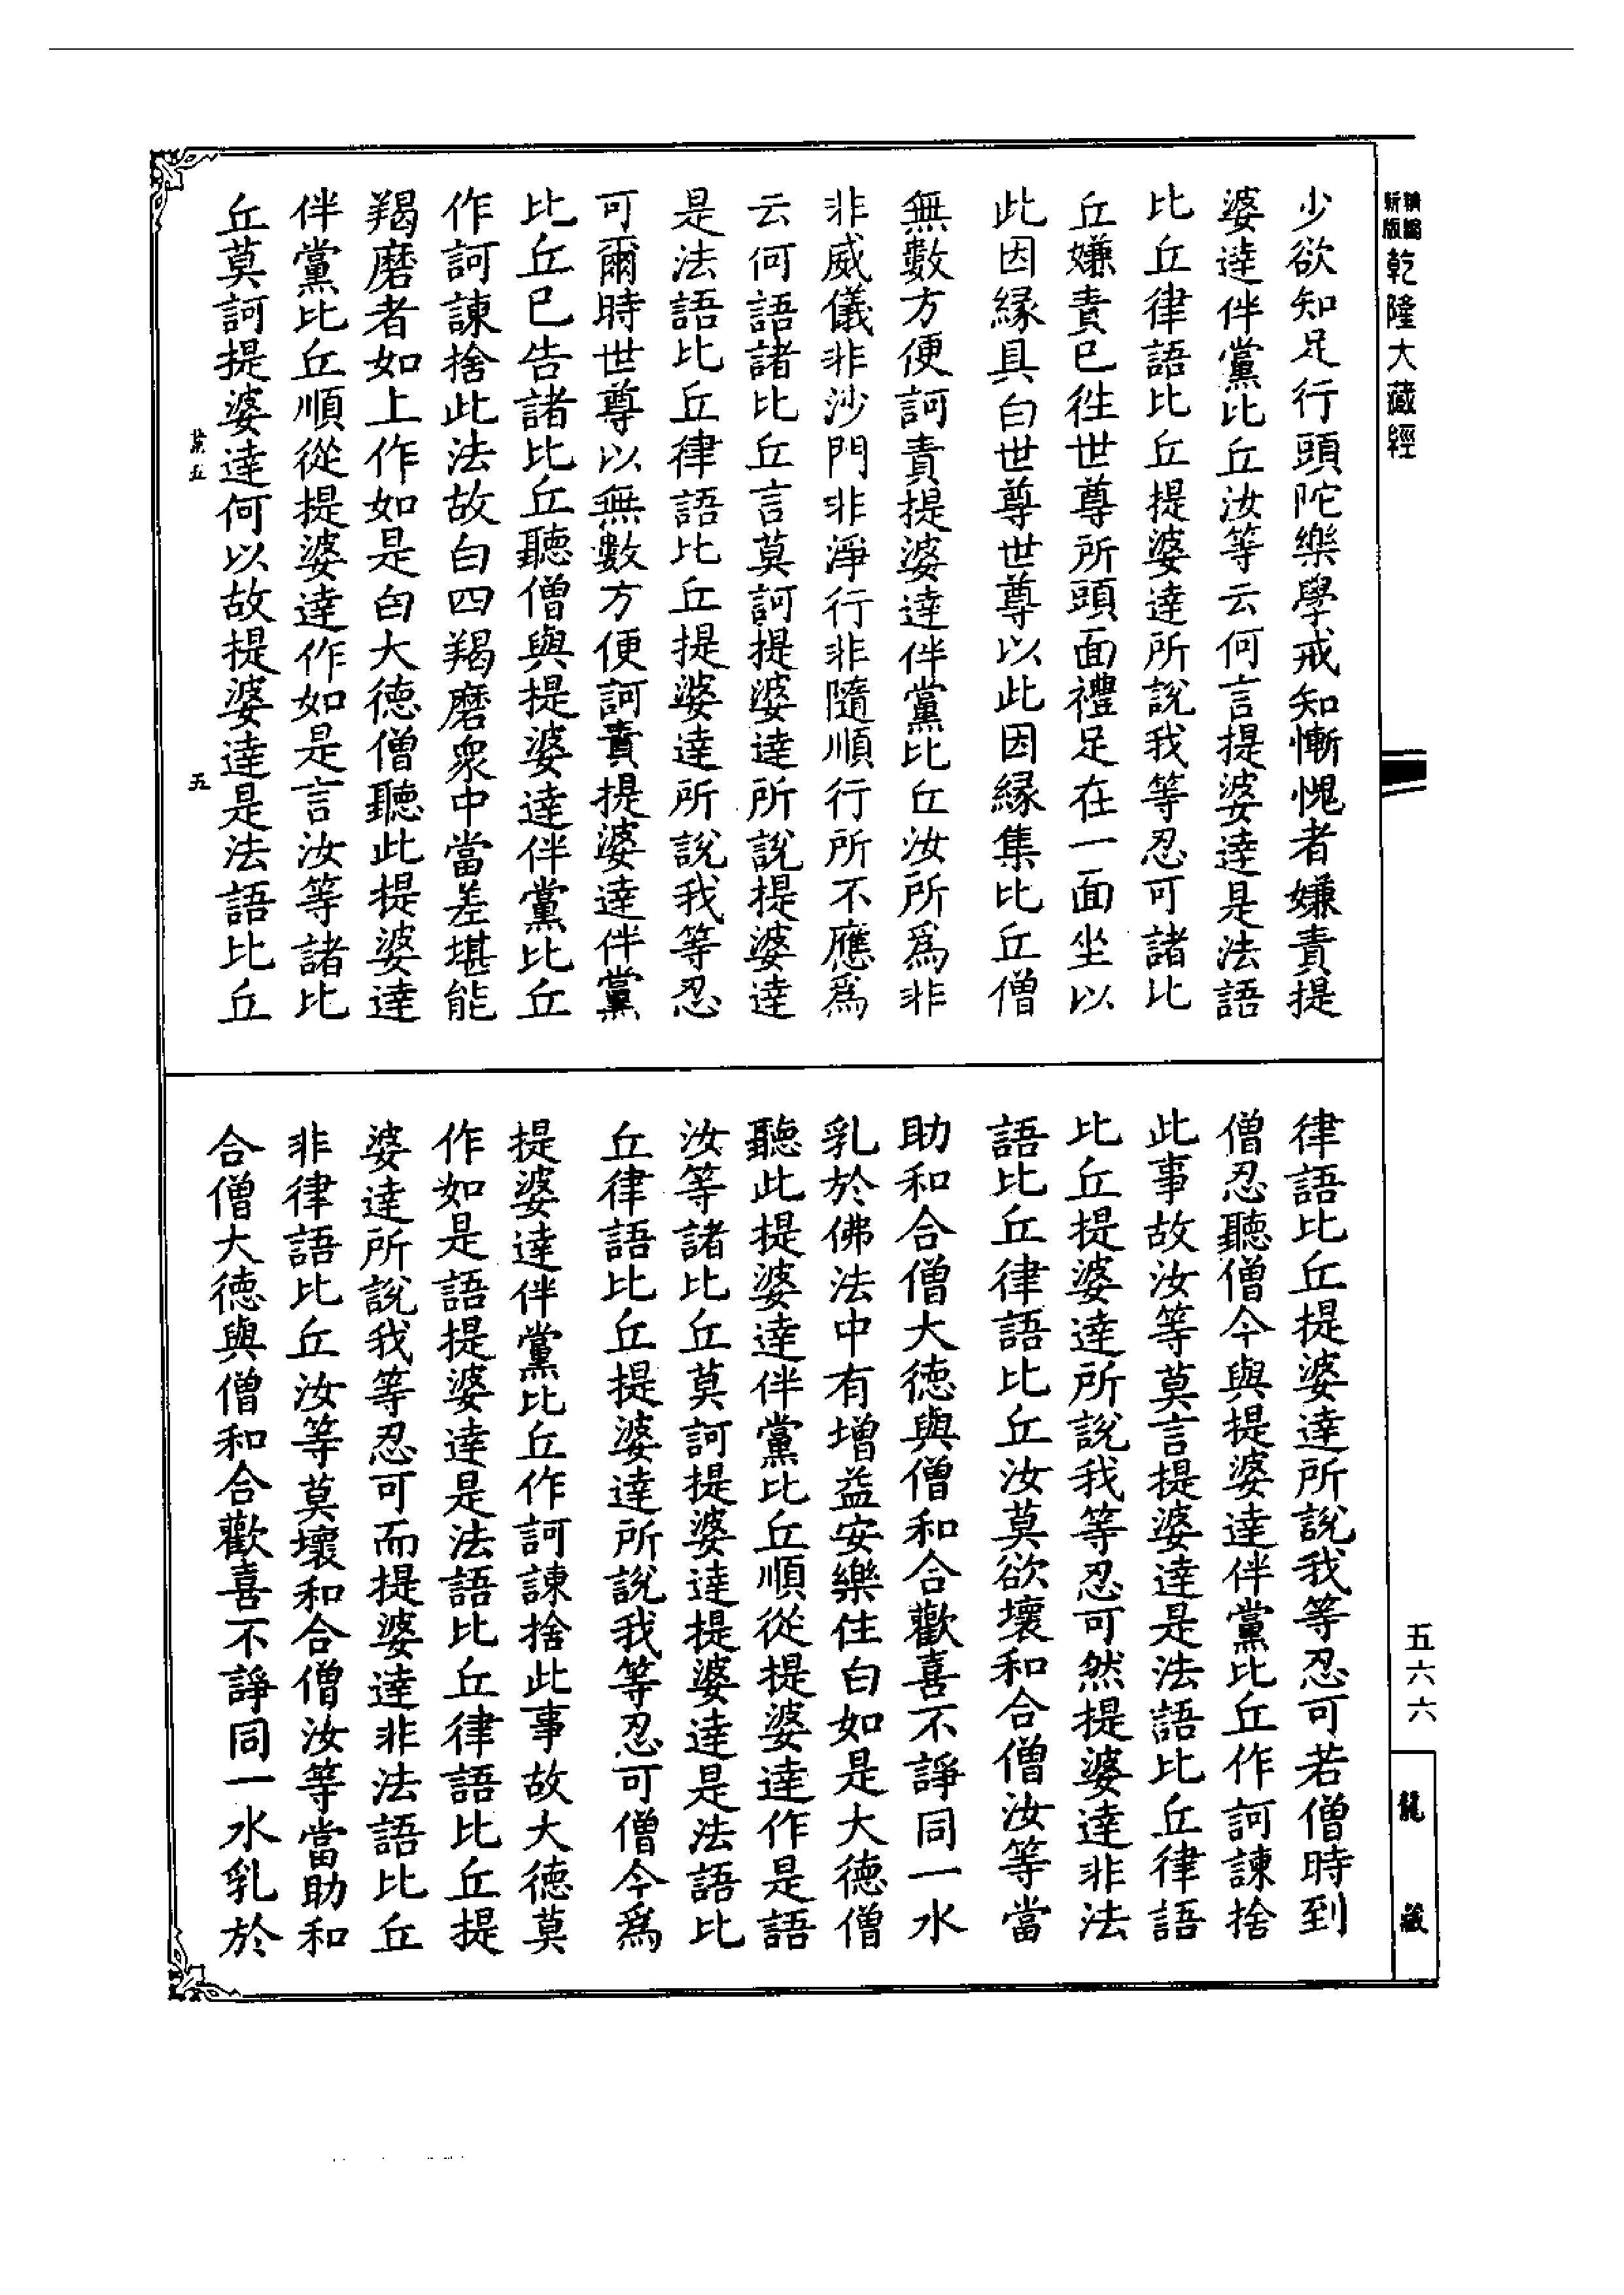 新版
乾隆大藏經
少欲知足行頭陀樂學戒知慚愧者嫌責提
婆達伴黨比丘汝等云何言提婆達是法語
比丘律語比丘提婆達所說我等忍可諸比
丘嫌責已往世尊所頭面禮足在一面坐以
此因緣具白世尊世尊以此因緣集比丘僧
無數方便訶責提婆達伴黨比丘汝所爲非
非威儀非沙門非淨行非隨順行所不應爲
云何語諸比丘言莫訶提婆達所說提婆達
是法語比丘律語比丘提婆達所說我等忍
可爾時世尊以無數方便訶責提婆達伴黨
比丘已告諸比丘聽僧與提婆達伴黨比丘
作訶諫捨此法故白四羯磨衆中當差堪能
羯磨者如上作如是白大德僧聽此提婆達
伴黨比丘順從提婆達作如是言汝等諸比
丘莫訶提婆達何以故提婆達是法語比丘
五
五
律語比丘提婆達所說我等忍可若僧時到
僧忍聽僧今與提婆達伴黨比丘作訶諫捨
此事故汝等莫言提婆達是法語比丘律語
比丘提婆達所說我等忍可然提婆達非法
語比丘律語比丘汝莫欲壞和合僧汝等當
助和合僧大德與僧和合歡喜不諍同一水
乳於佛法中有增益安樂住白如是大德僧
聽此提婆達伴黨比丘順從提婆達作是語
汝等諸比丘莫訶提婆達提婆達是法語比
丘律語比丘提婆達所說我等忍可僧今爲
提婆達伴黨比丘作訶諫捨此事故大德莫
作如是語提婆達是法語比丘律語比丘提
婆達所說我等忍可而提婆達非法語比丘
非律語比丘汝等莫壞和合僧汝等當助和
合僧大德與僧和合歡喜不諍同一水乳於
五六六
龍藏